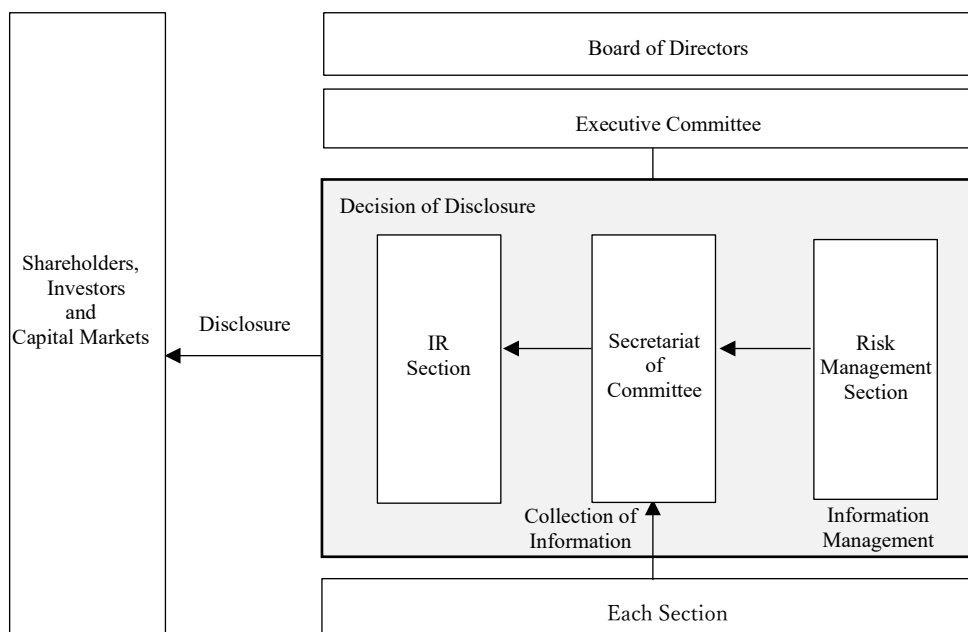 Board of Directors
Executive Committee
Decision of Disclosure
Shareholders,
Investors
and
Capital Markets
Disclosure
IR
Section
Secretariat
of
Committee
Risk
Management
Section
Collection of
Information
Information
Management
Each Section